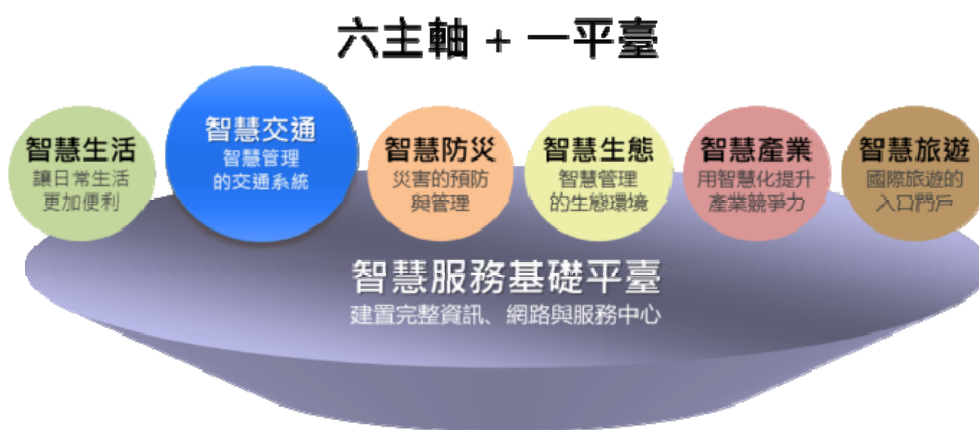 六主軸 + 一平臺
智慧生活
讓日常生活
更加便利
智慧交通
智慧管理
的交通系統
智慧防災
災害的預防
與管理
智慧生態
智慧管理
的生態環境
智慧產業
用智慧化提升
產業競爭力
智慧旅遊
國際旅遊的
入口門戶
智慧服務基礎平臺
建置完整資訊、網路與服務中心